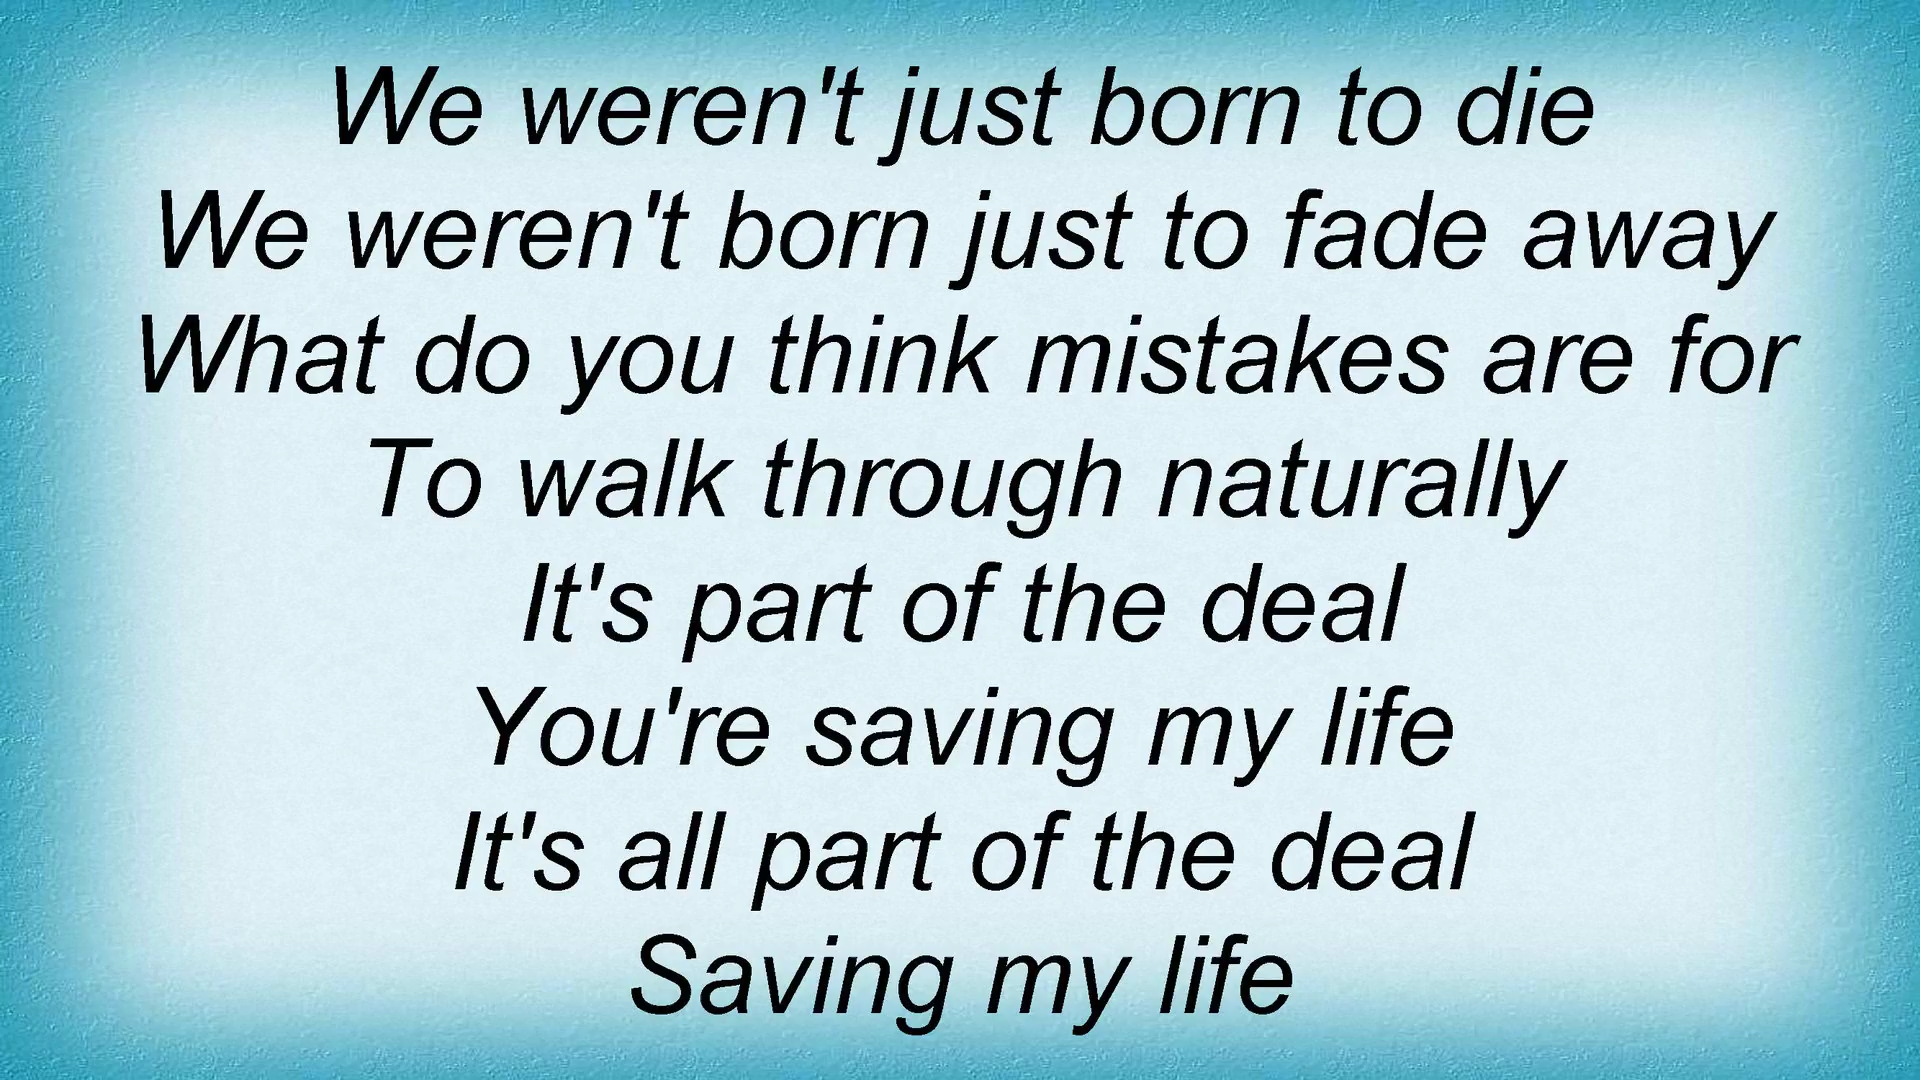 We weren't just born to die
We weren't born just to fade away
What do you think mistakes are for
To walk through naturally
It's part of the deal
You're saving my life
It's all part of the deal
Saving my life